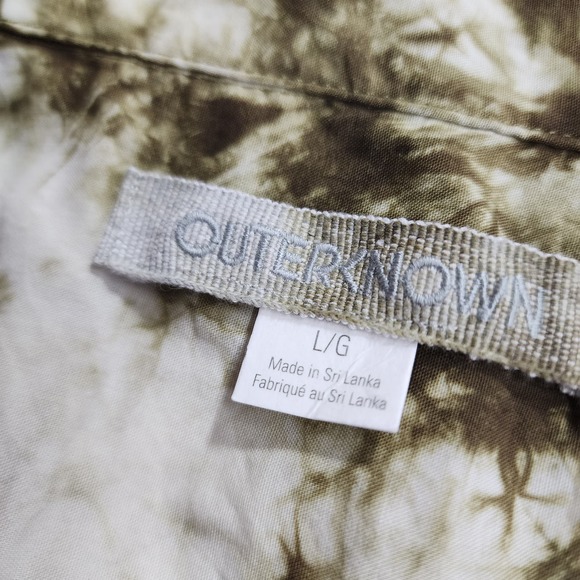 OUTERKNOWN
L/G
Made in Sri Lanka
Fabriqué au Sri Lanka